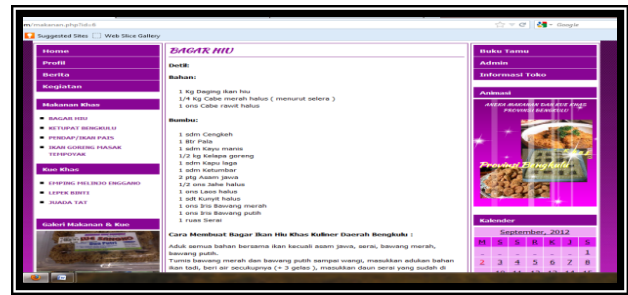 m/makanan.php?id=6
Google
Suggested Sites
Web Slice Gallery
Home
Profil
Berita
Kegiatan
Makanan Khas
BAGAR HIU
KETUPAT BENGKULU
PENDAP/IKAN PAIS
IKAN GORENG MASAK
TEMPOYAK
Kue Khas
EMPING MELINJO ENGGANO
LEPEK BINTI
JUADA TAT
Galeri Makanan & Kue
BAGAR HIU
Detil:
Bahan:
1 Kg Daging ikan hiu
1/4 Kg Cabe merah halus ( menurut selera )
1 ons Cabe rawit halus
Bumbu:
1 sdm Cengkeh
1 Btr Pala
1 sdm Kayu manis
1/2 kg Kelapa goreng
1 sdm Kapu laga
1 sdm Ketumbar
2 ptg Asam jawa
1/2 ons Jahe halus
1 ons Laos halus
1 sdt Kunyit halus
1 ons Iris Bawang merah
1 ons Iris Bawang putih
1 ruas Serai
Cara Membuat Bagar Ikan Hiu Khas Kuliner Daerah Bengkulu :
Aduk semua bahan bersama ikan kecuali asam jawa, serai, bawang merah,
bawang putih.
Tumis bawang merah dan bawang putih sampai wangi, masukkan adukan bahan
ikan tadi, beri air secukupnya (+ 3 gelas ), masukkan daun serai yang sudah di
Buku Tamu
Admin
Informasi Toko
Animasi
ANEKA MAKANAN DAN KUE KHAS
PROVINSI BENGKULU
Provinsi Bengkulu
Kalender
September, 2012
M S S R K J S
1
2 3 4 5 6 7 8